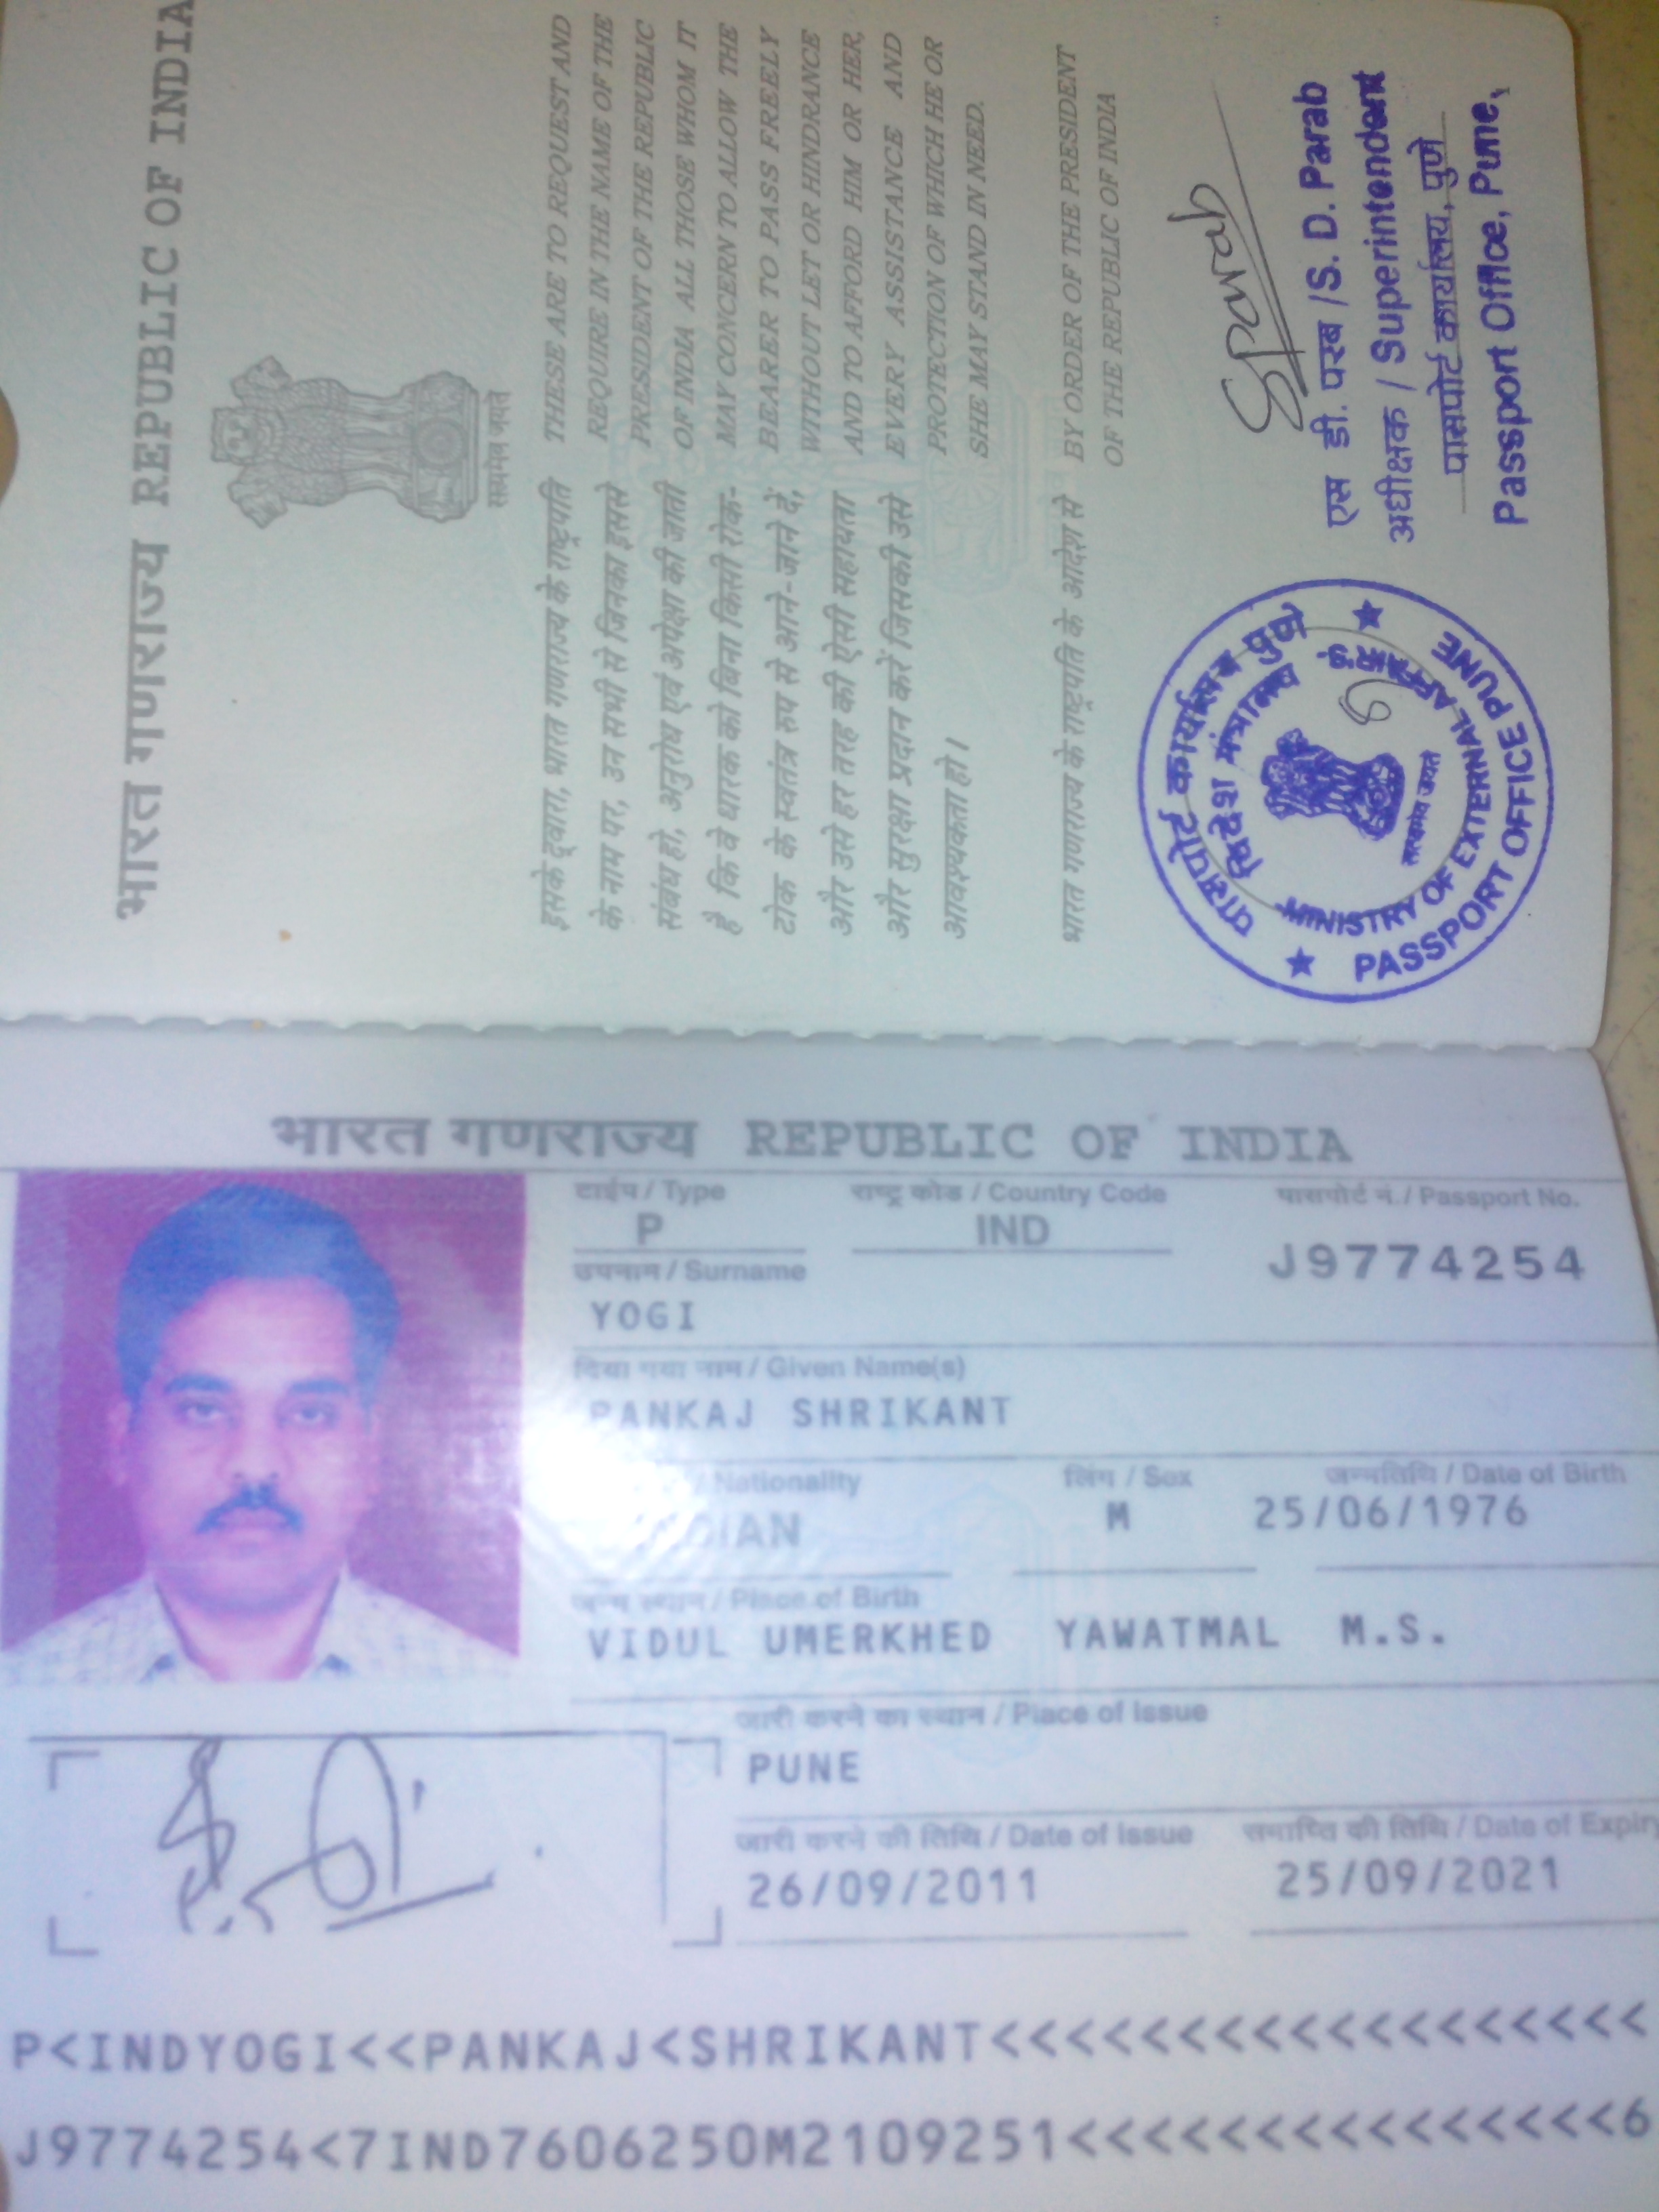 भारत गणराज्य REPUBLIC OF INDIA
सत्यमेव जयते
इसके द्वारा, भारत गणराज्य के राष्ट्रपति
के नाम पर, उन सभी से जिनका इससे
संबंध हो, अनुरोध एवं अपेक्षा की जाती
है कि वे धारक को बिना किसी रोक-
टोक के स्वतंत्र रुप से आने-जाने दें,
और उसे हर तरह की ऐसी सहायता
और सुरक्षा प्रदान करें जिसकी उसे
आवश्यकता हो।
THESE ARE TO REQUEST AND
REQUIRE IN THE NAME OF THE
PRESIDENT OF THE REPUBLIC
OF INDIA ALL THOSE WHOM IT
MAY CONCERN TO ALLOW THE
BEARER TO PASS FREELY
WITHOUT LET OR HINDRANCE
AND TO AFFORD HIM OR HER,
EVERY ASSISTANCE AND
PROTECTION OF WHICH HE OR
SHE MAY STAND IN NEED.
भारत गणराज्य के राष्ट्रपति के आदेश से
BY ORDER OF THE PRESIDENT
OF THE REPUBLIC OF INDIA
पासपोर्ट कार्यालय पुणे
विदेश मंत्रालय
सत्यमेव जयते
MINISTRY OF EXTERNAL AFFAIRS
PASSPORT OFFICE PUNE
Sparab
एस डी. परब / S. D. Parab
अधीक्षक / Superintendent
पासपोर्ट कार्यालय, पुणे
Passport Office, Pune,
भारत गणराज्य REPUBLIC OF INDIA
टाईप / Type
राष्ट्र कोड / Country Code
पासपोर्ट नं. / Passport No.
P
IND
J9774254
उपनाम / Surname
YOGI
दिया गया नाम / Given Name(s)
PANKAJ SHRIKANT
/ Nationality
लिंग / Sex
जन्मतिथि / Date of Birth
INDIAN
M
25/06/1976
जन्म स्थान / Place of Birth
VIDUL UMERKHED YAWATMAL M.S.
जारी करने का स्थान / Place of Issue
PUNE
जारी करने की तिथि / Date of Issue
समाप्ति की तिथि / Date of Expiry
26/09/2011
25/09/2021
P<INDYOGI<<PANKAJ<SHRIKANT<<<<<<<<<<<<<<<<<<
J9774254<7IND7606250M2109251<<<<<<<<<<<<<<<6